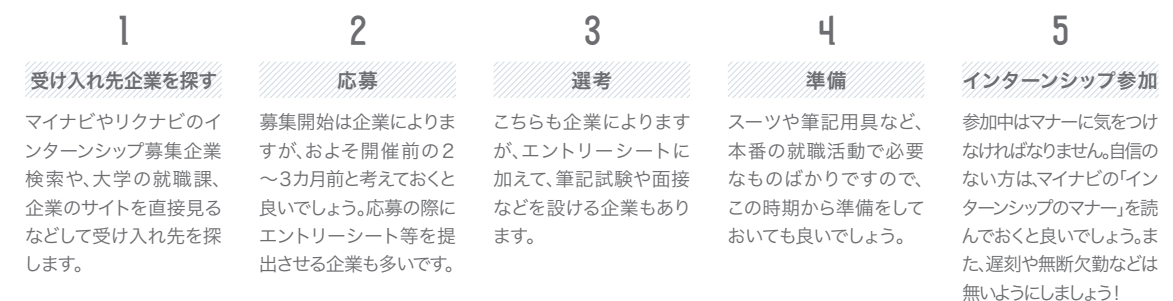 1
受け入れ先企業を探す
マイナビやリクナビのイ
ンターンシップ募集企業
検索や、大学の就職課、
企業のサイトを直接見る
などして受け入れ先を探
します。
2
応募
募集開始は企業によりま
すが、およそ開催前の2
～3カ月前と考えておくと
良いでしょう。応募の際に
エントリーシート等を提
出させる企業も多いです。
3
選考
こちらも企業によります
が、エントリーシートに
加えて、筆記試験や面接
などを設ける企業もあり
ます。
4
準備
スーツや筆記用具など、
本番の就職活動で必要
なものばかりですので、
この時期から準備をして
おいても良いでしょう。
5
インターンシップ参加
参加中はマナーに気をつけ
なければなりません。自信の
ない方は、マイナビの「イン
ターンシップのマナー」を読
んでおくと良いでしょう。ま
た、遅刻や無断欠勤などは
無いようにしましょう！